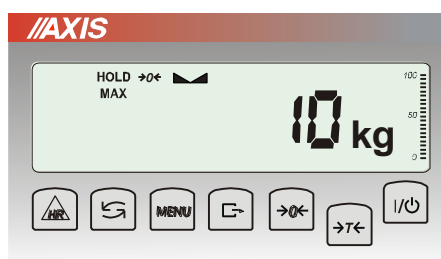 //AXIS
HOLD →0←
MAX
10 kg
100
50
0
HR
MENU
→0←
→T←
I/⏻